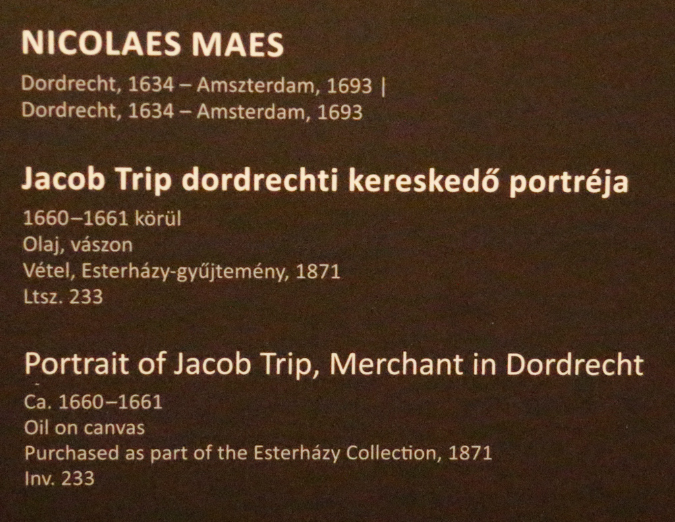 NICOLAES MAES
Dordrecht, 1634 – Amszterdam, 1693 |
Dordrecht, 1634 – Amsterdam, 1693
Jacob Trip dordrechti kereskedő portréja
1660–1661 körül
Olaj, vászon
Vétel, Esterházy-gyűjtemény, 1871
Ltsz. 233
Portrait of Jacob Trip, Merchant in Dordrecht
Ca. 1660–1661
Oil on canvas
Purchased as part of the Esterházy Collection, 1871
Inv. 233